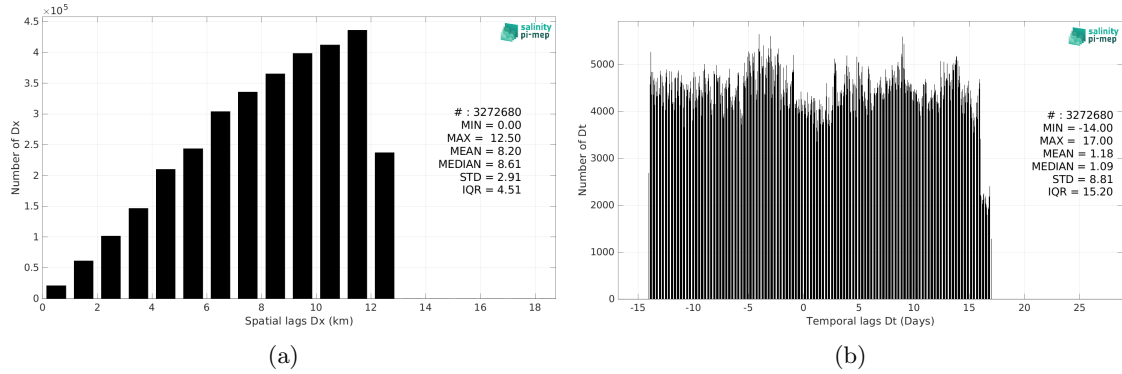 ×10⁵
4.5
4
3.5
3
2.5
2
1.5
1
0.5
0
Number of Dx
0 2 4 6 8 10 12 14 16 18
Spatial lags Dx (km)
salinity
pi-mep
# : 3272680
MIN = 0.00
MAX = 12.50
MEAN = 8.20
MEDIAN = 8.61
STD = 2.91
IQR = 4.51
(a)
5000
4000
3000
2000
1000
0
Number of Dt
-15 -10 -5 0 5 10 15 20 25
Temporal lags Dt (Days)
salinity
pi-mep
# : 3272680
MIN = -14.00
MAX = 17.00
MEAN = 1.18
MEDIAN = 1.09
STD = 8.81
IQR = 15.20
(b)